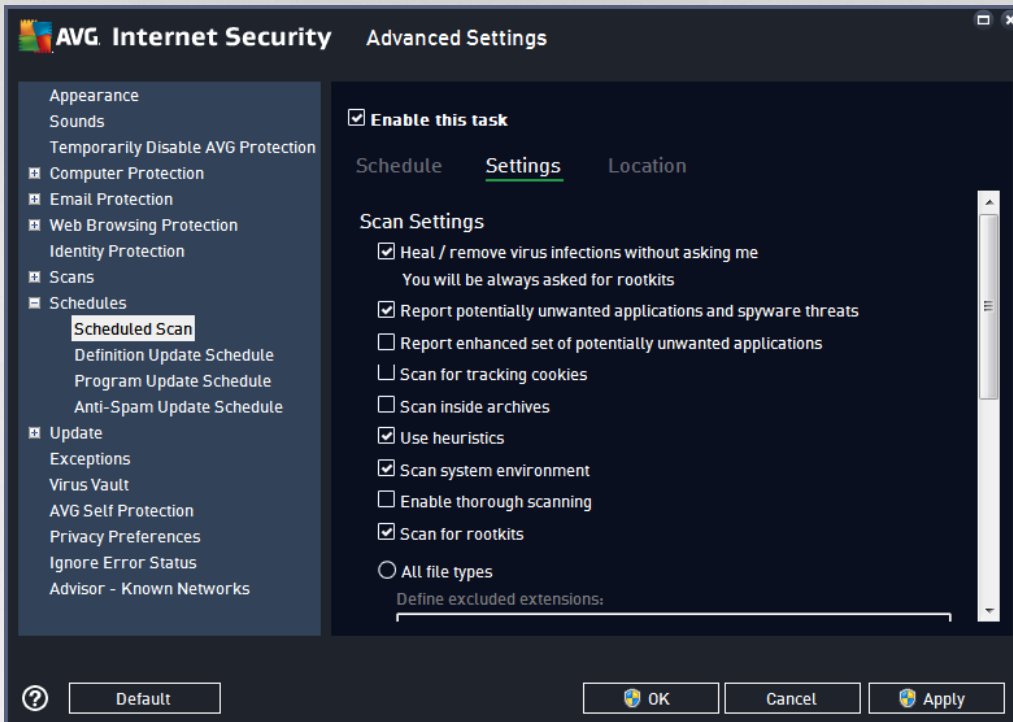 AVG. Internet Security Advanced Settings
Appearance
Sounds
Temporarily Disable AVG Protection
Computer Protection
Email Protection
Web Browsing Protection
Identity Protection
Scans
Schedules
Scheduled Scan
Definition Update Schedule
Program Update Schedule
Anti-Spam Update Schedule
Update
Exceptions
Virus Vault
AVG Self Protection
Privacy Preferences
Ignore Error Status
Advisor - Known Networks
Enable this task
Schedule Settings Location
Scan Settings
Heal / remove virus infections without asking me
You will be always asked for rootkits
Report potentially unwanted applications and spyware threats
Report enhanced set of potentially unwanted applications
Scan for tracking cookies
Scan inside archives
Use heuristics
Scan system environment
Enable thorough scanning
Scan for rootkits
All file types
Define excluded extensions:
? Default OK Cancel Apply